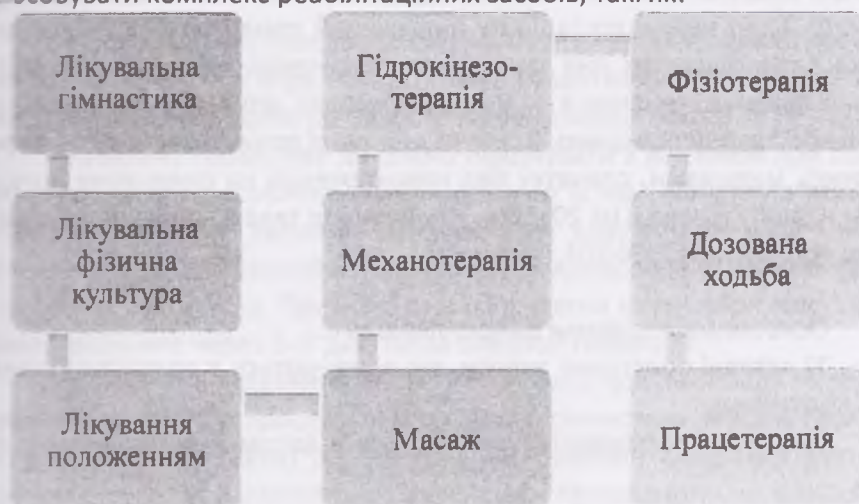 Лікувальна
гімнастика
Лікувальна
фізична
культура
Лікування
положенням
Масаж
Механотерапія
Гідрокінезо-
терапія
Фізіотерапія
Дозована
ходьба
Працетерапія